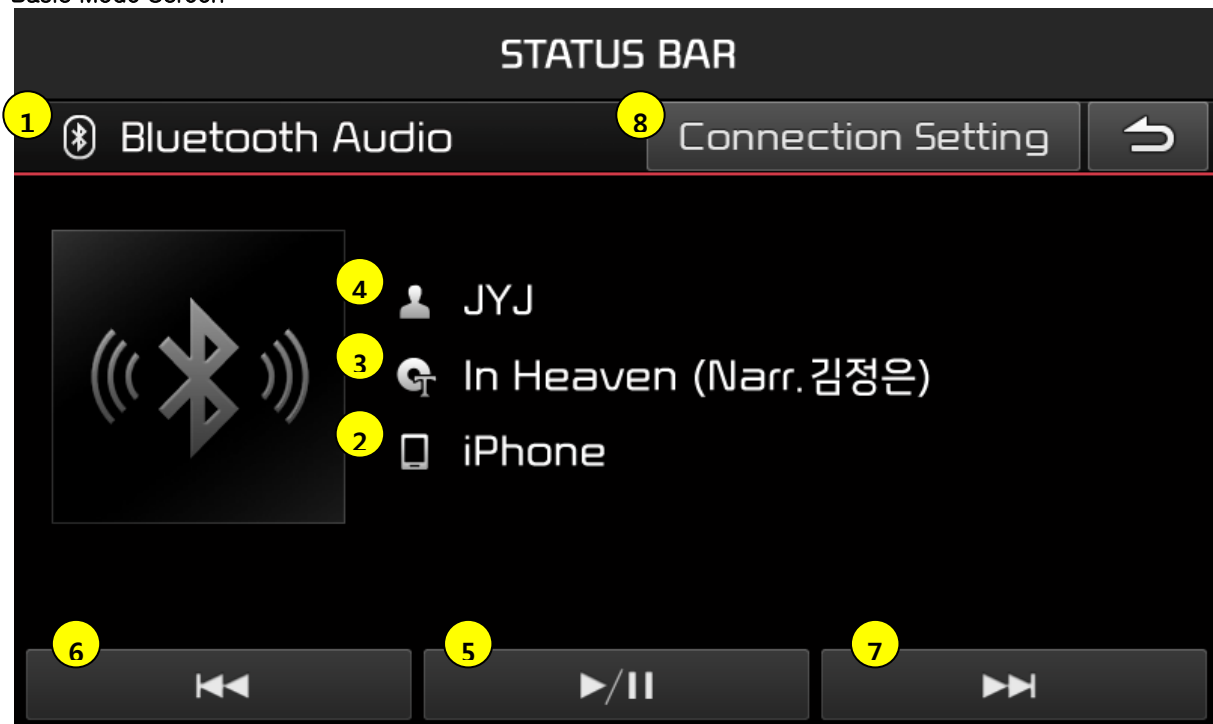 Basic Mode Screen
STATUS BAR
1 Bluetooth Audio 8 Connection Setting
4 JYJ
3 In Heaven (Narr.김정은)
2 iPhone
6 5 7